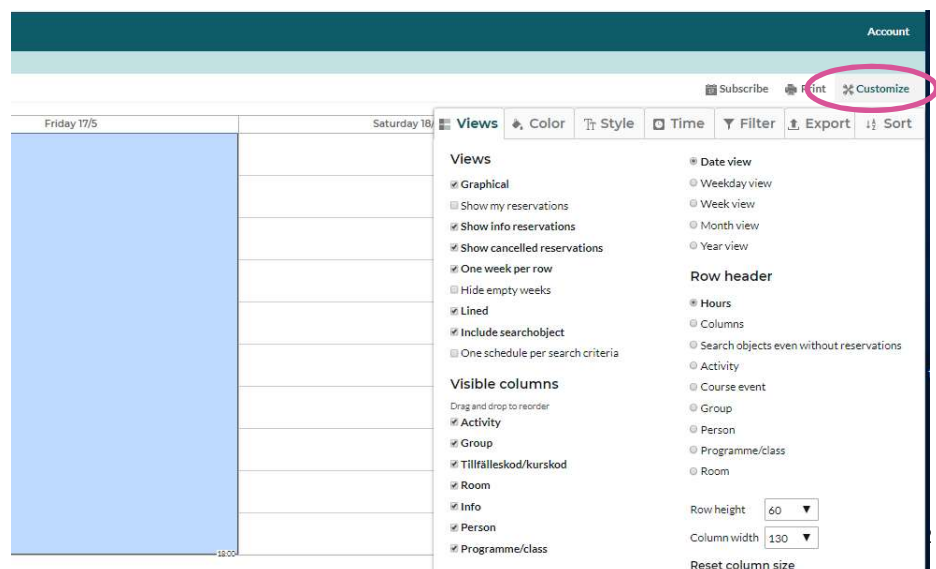 Account
Subscribe Print Customize
Friday 17/5 Saturday 18/
Views Color Style Time Filter Export Sort
Views
Graphical
Show my reservations
Show info reservations
Show cancelled reservations
One week per row
Hide empty weeks
Lined
Include searchobject
One schedule per search criteria
Visible columns
Drag and drop to reorder
Activity
Group
Tillfälleskod/kurskod
Room
Info
Person
Programme/class
Date view
Weekday view
Week view
Month view
Year view
Row header
Hours
Columns
Search objects even without reservations
Activity
Course event
Group
Person
Programme/class
Room
Row height 60
Column width 130
Reset column size
18:00